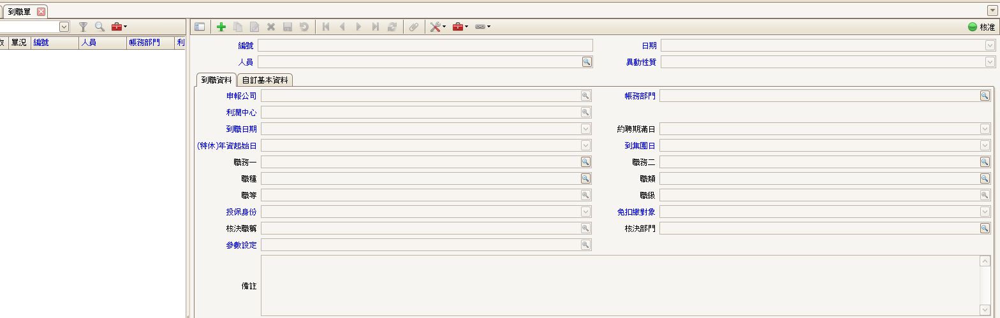 到職單
核准
單況 編號 人員 帳務部門 利
編號 日期
人員 異動性質
到職資料 自訂基本資料
申報公司 帳務部門
利潤中心
到職日期 約聘期滿日
(特休)年資起始日 到集團日
職務一 職務二
職種 職類
職等 職級
投保身份 免扣繳對象
核決職稱 核決部門
參數設定
備註